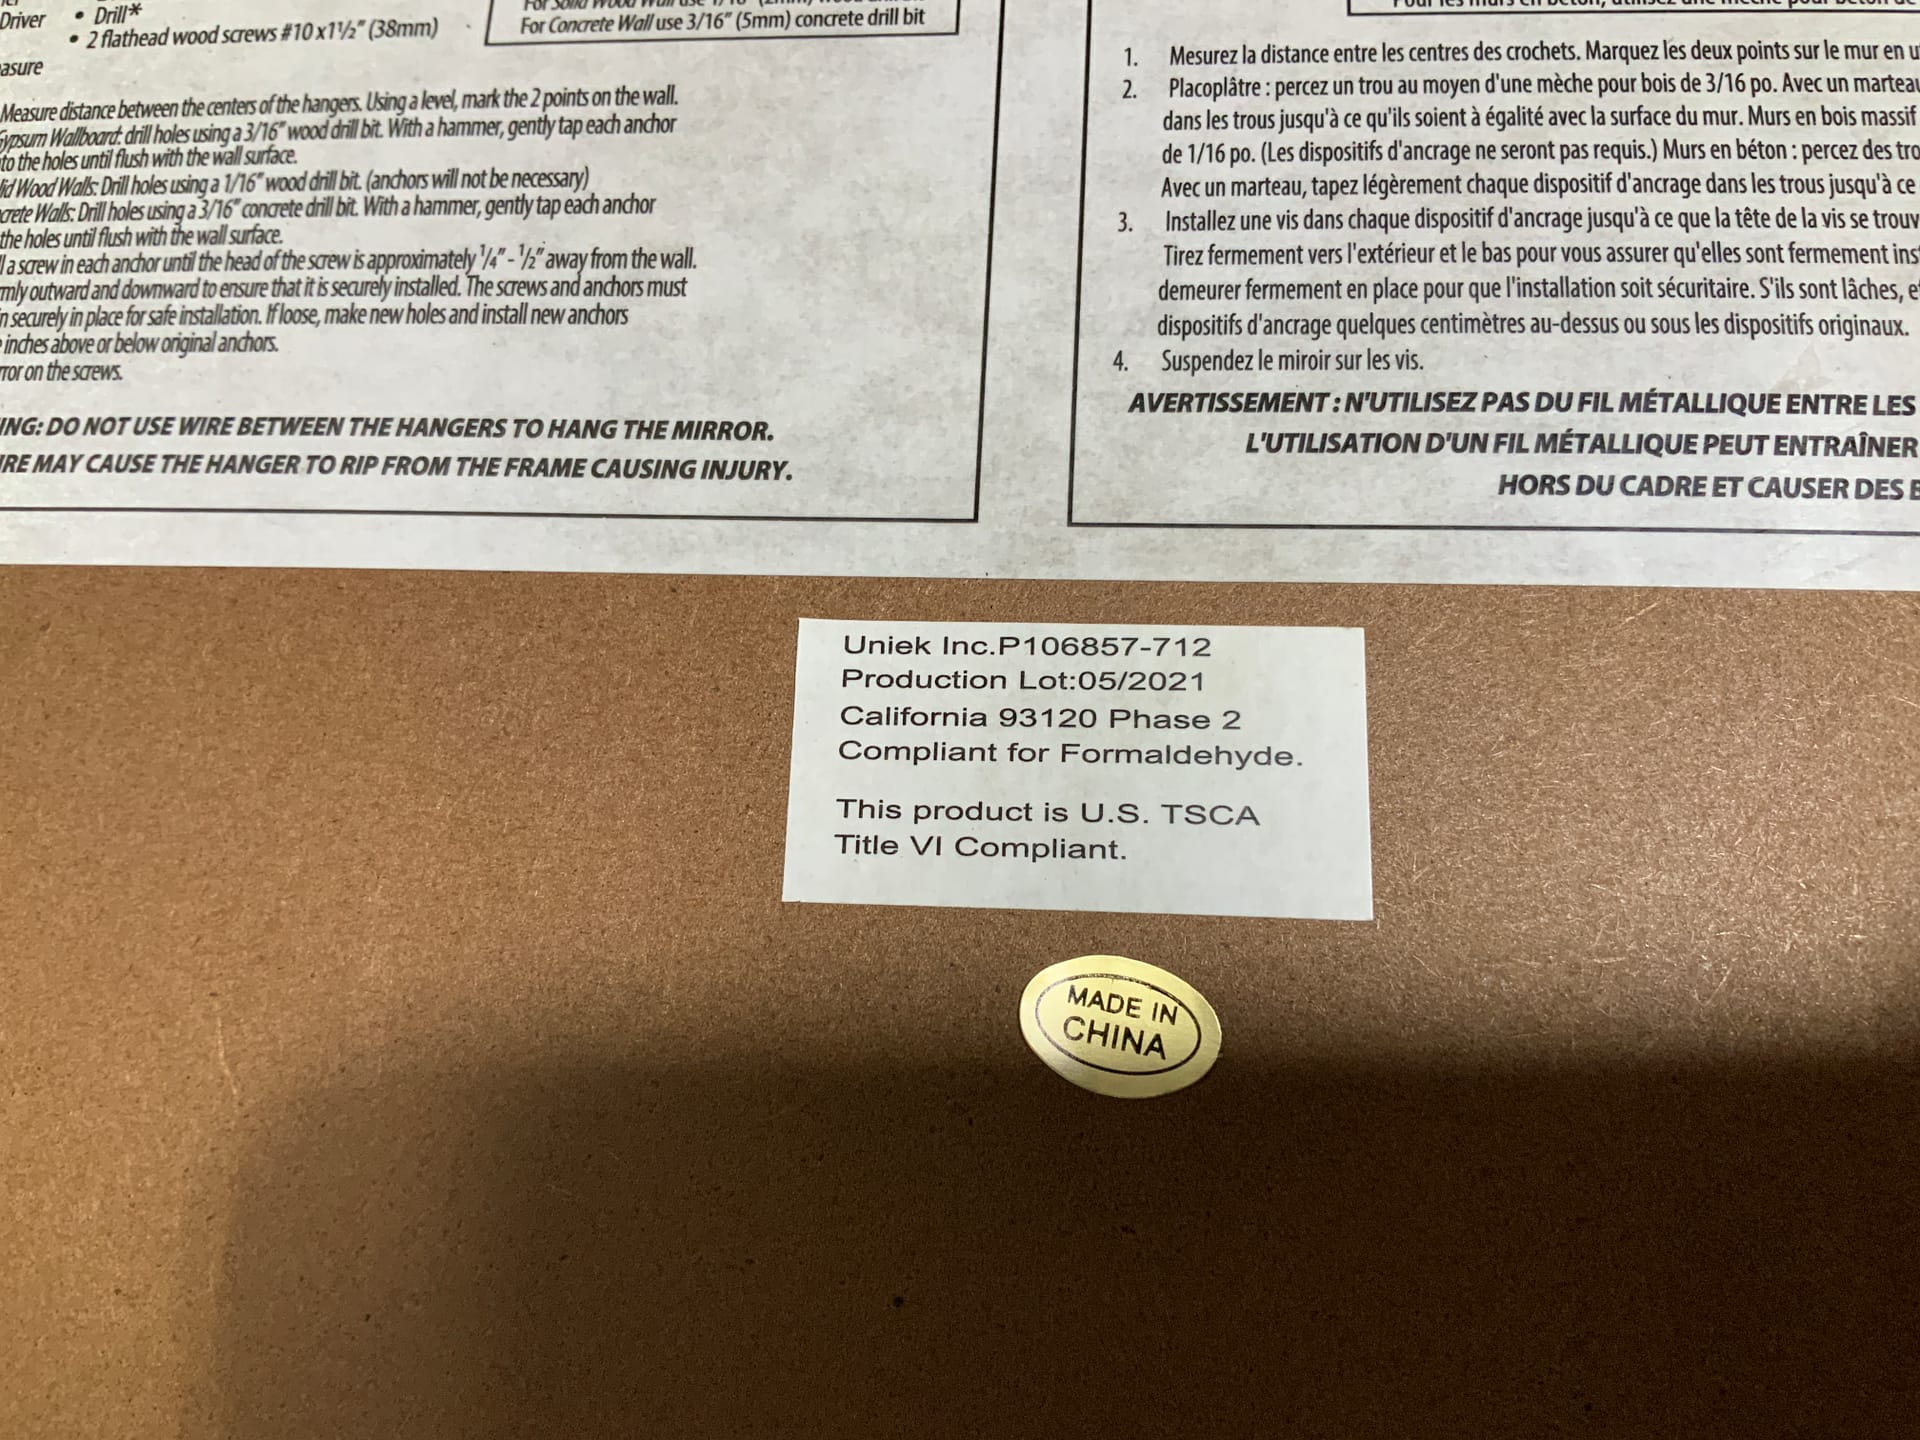 Driver
• Drill*
• 2 flathead wood screws #10 x1½” (38mm)
For Solid Wood Wall use 1/16” (2mm) wood drill bit
For Concrete Wall use 3/16” (5mm) concrete drill bit
Measure distance between the centers of the hangers. Using a level, mark the 2 points on the wall.
Gypsum Wallboard: drill holes using a 3/16” wood drill bit. With a hammer, gently tap each anchor
to the holes until flush with the wall surface.
Wood Walls: Drill holes using a 1/16” wood drill bit. (anchors will not be necessary)
Walls: Drill holes using a 3/16” concrete drill bit. With a hammer, gently tap each anchor
the holes until flush with the wall surface.
a screw in each anchor until the head of the screw is approximately ¼” - ½” away from the wall.
outward and downward to ensure that it is securely installed. The screws and anchors must
securely in place for safe installation. If loose, make new holes and install new anchors
inches above or below original anchors.
on the screws.
DO NOT USE WIRE BETWEEN THE HANGERS TO HANG THE MIRROR.
MAY CAUSE THE HANGER TO RIP FROM THE FRAME CAUSING INJURY.
1. Mesurez la distance entre les centres des crochets. Marquez les deux points sur le mur en
2. Placoplâtre : percez un trou au moyen d'une mèche pour bois de 3/16 po. Avec un marteau
dans les trous jusqu'à ce qu'ils soient à égalité avec la surface du mur. Murs en bois massif
de 1/16 po. (Les dispositifs d'ancrage ne seront pas requis.) Murs en béton : percez des
Avec un marteau, tapez légèrement chaque dispositif d'ancrage dans les trous jusqu'à ce
3. Installez une vis dans chaque dispositif d'ancrage jusqu'à ce que la tête de la vis se
Tirez fermement vers l'extérieur et le bas pour vous assurer qu'elles sont fermement
demeurer fermement en place pour que l'installation soit sécuritaire. S'ils sont lâches,
dispositifs d'ancrage quelques centimètres au-dessus ou sous les dispositifs originaux.
4. Suspendez le miroir sur les vis.
AVERTISSEMENT : N'UTILISEZ PAS DU FIL MÉTALLIQUE ENTRE LES
L'UTILISATION D'UN FIL MÉTALLIQUE PEUT ENTRAÎNER
HORS DU CADRE ET CAUSER DES
Uniek Inc.P106857-712
Production Lot:05/2021
California 93120 Phase 2
Compliant for Formaldehyde.
This product is U.S. TSCA
Title VI Compliant.
MADE IN
CHINA